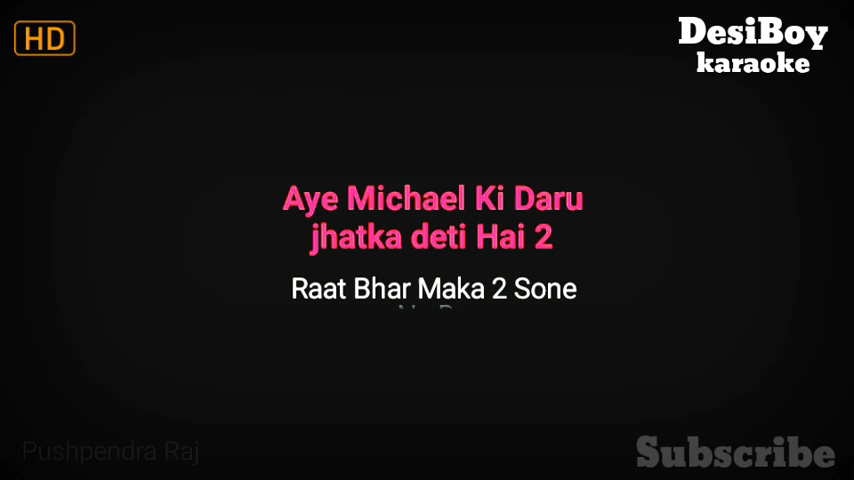 HD
DesiBoy
karaoke
Aye Michael Ki Daru
jhatka deti Hai 2
Raat Bhar Maka 2 Sone
Pushpendra Raj
Subscribe